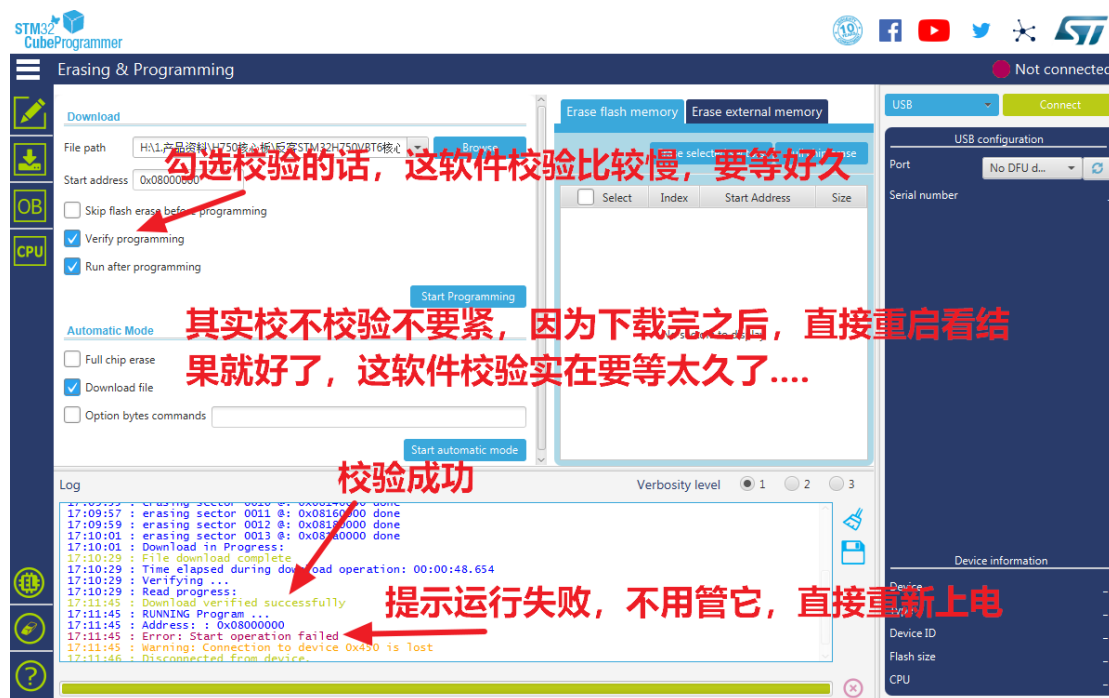 STM32
CubeProgrammer
10
Erasing & Programming
Not connected
Download
File path
H:\1.产品资料\H750核心板\反客STM32H750VBT6核心
Browse
Start address
0x08000000
Skip flash erase before programming
Verify programming
Run after programming
Start Programming
勾选校验的话，这软件校验比较慢，要等好久
其实校不校验不要紧，因为下载完之后，直接重启看结
果就好了，这软件校验实在要等太久了....
Automatic Mode
Full chip erase
Download file
Option bytes commands
Start automatic mode
Erase flash memory
Erase external memory
Select
Index
Start Address
Size
USB
Connect
USB configuration
Port
No DFU d...
Serial number
Log
Verbosity level
1
2
3
校验成功
17:09:57 : erasing sector 0011 @: 0x08160000 done
17:09:59 : erasing sector 0012 @: 0x08180000 done
17:10:01 : erasing sector 0013 @: 0x081a0000 done
17:10:01 : Download in Progress:
17:10:29 : File download complete
17:10:29 : Time elapsed during download operation: 00:00:48.654
17:10:29 : Verifying ...
17:10:29 : Read progress:
17:11:45 : Download verified successfully
17:11:45 : RUNNING Program ...
17:11:45 : Address: : 0x08000000
17:11:45 : Error: Start operation failed
17:11:45 : Warning: Connection to device 0x450 is lost
17:11:46 : Disconnected from device.
提示运行失败，不用管它，直接重新上电
Device information
Device
Device ID
Flash size
CPU
OB
CPU